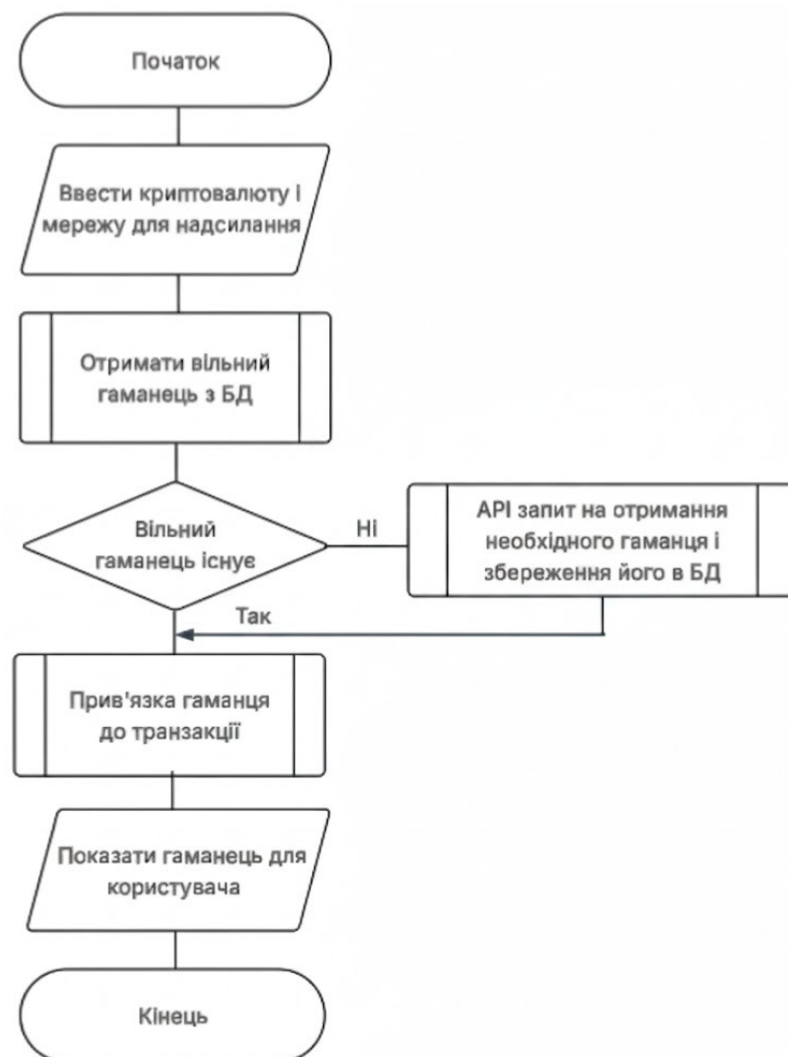 Початок
Ввести криптовалюту і
мережу для надсилання
Отримати вільний
гаманець з БД
Вільний
гаманець існує
Ні
API запит на отримання
необхідного гаманця і
збереження його в БД
Так
Прив'язка гаманця
до транзакції
Показати гаманець для
користувача
Кінець